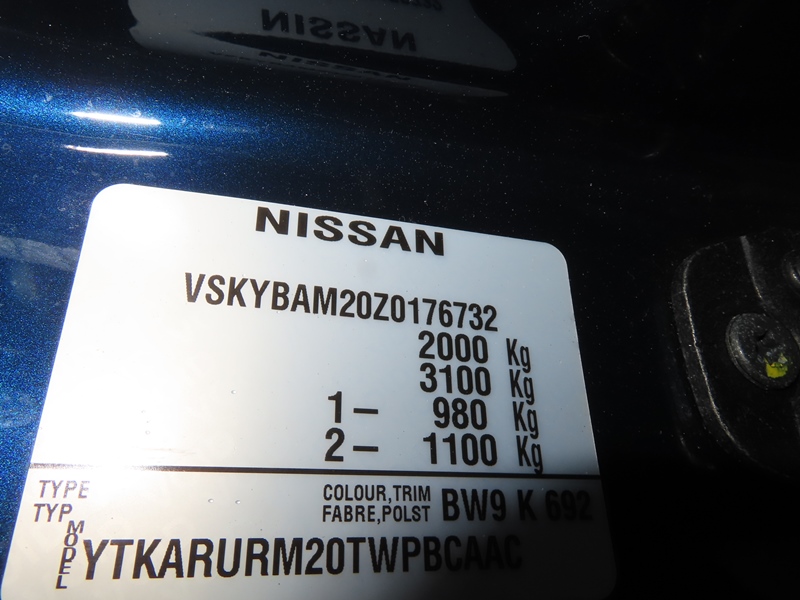 NISSAN
VSKYBAM20Z0176732
2000 Kg
3100 Kg
1- 980 Kg
2- 1100 Kg
TYPE
TYP
COLOUR,TRIM
FABRE,POLST
BW9 K 692
MODEL
YTKARURM20TWPBCAAC